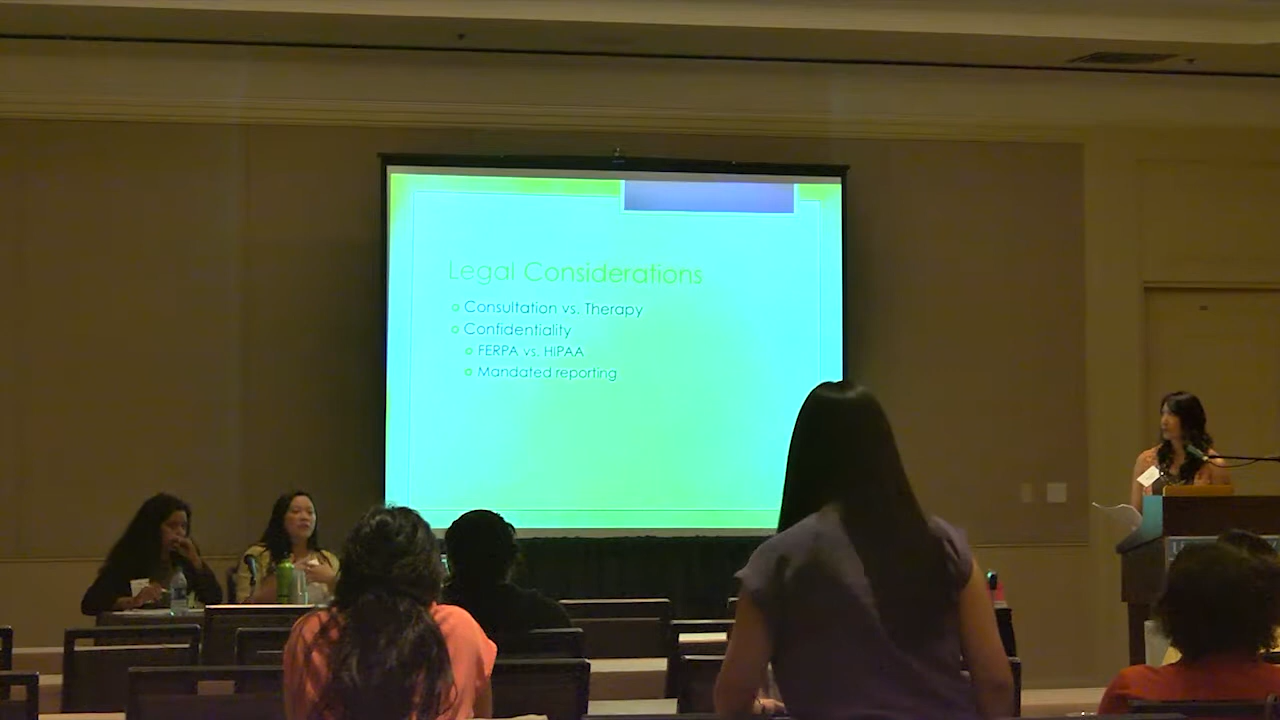 Legal Considerations
Consultation vs. Therapy
Confidentiality
FERPA vs. HIPAA
Mandated reporting